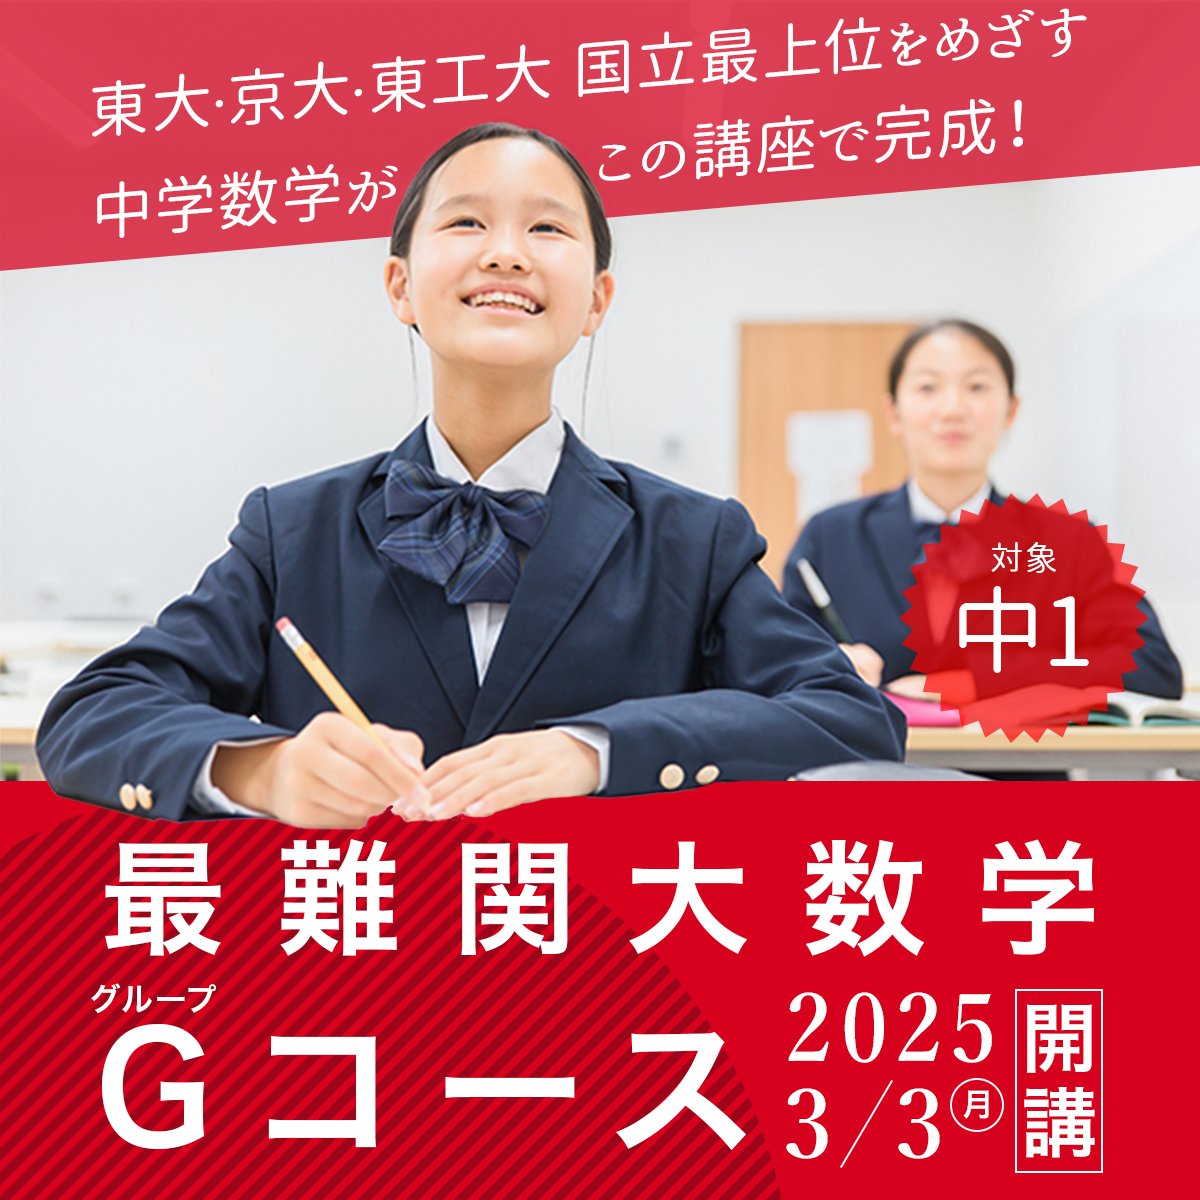 東大・京大・東工大 国立最上位をめざす
中学数学が この講座で完成！
対象
中1
最難関大数学
グループ
Gコース
2025
3/3(月)
開講